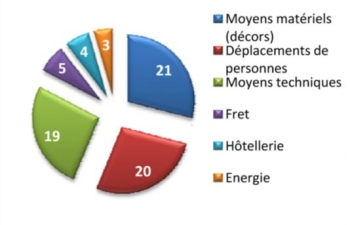 21
20
19
5
4
3
Moyens matériels
(décors)
Déplacements de
personnes
Moyens techniques
Fret
Hôtellerie
Energie